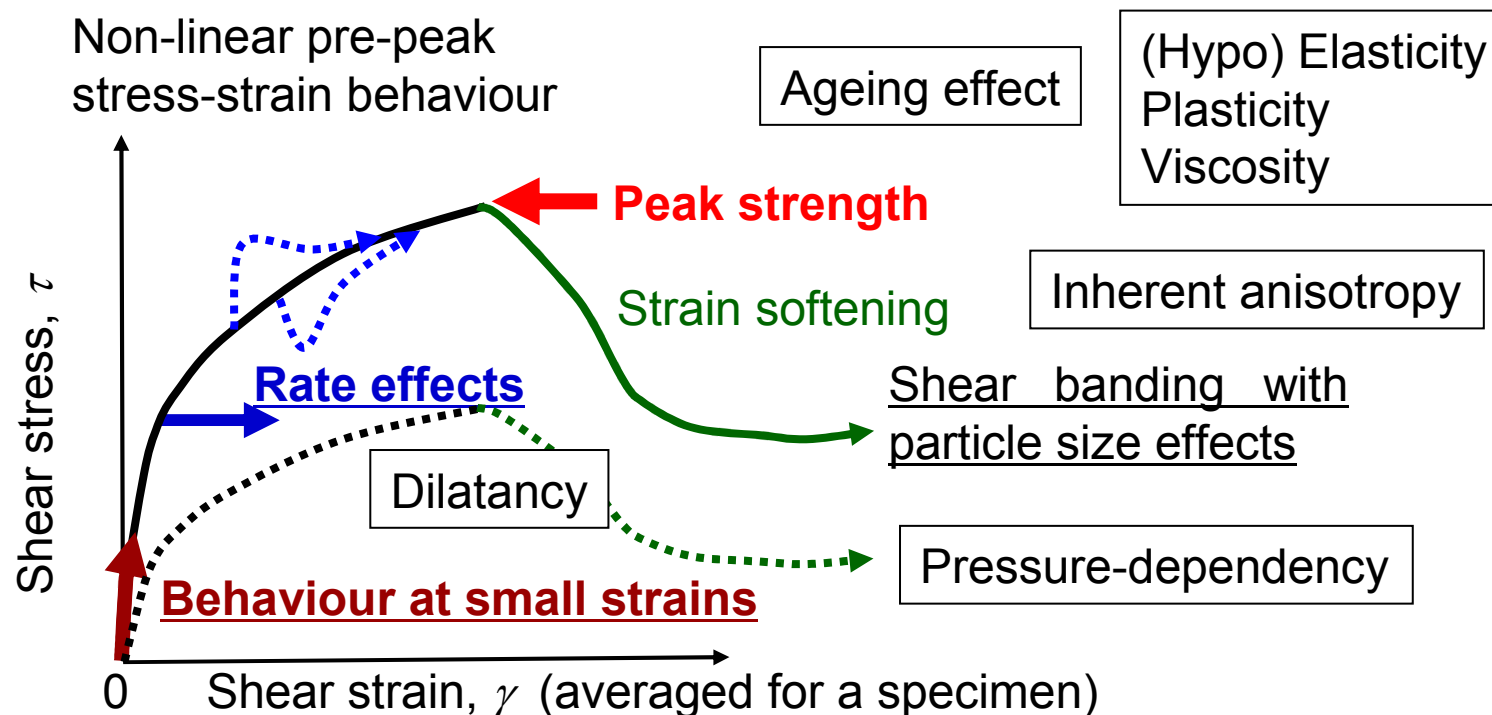 Non-linear pre-peak
stress-strain behaviour
Ageing effect
(Hypo) Elasticity
Plasticity
Viscosity
Peak strength
Strain softening
Inherent anisotropy
Rate effects
Shear banding with
particle size effects
Dilatancy
Pressure-dependency
Behaviour at small strains
Shear stress, τ
0
Shear strain, γ (averaged for a specimen)